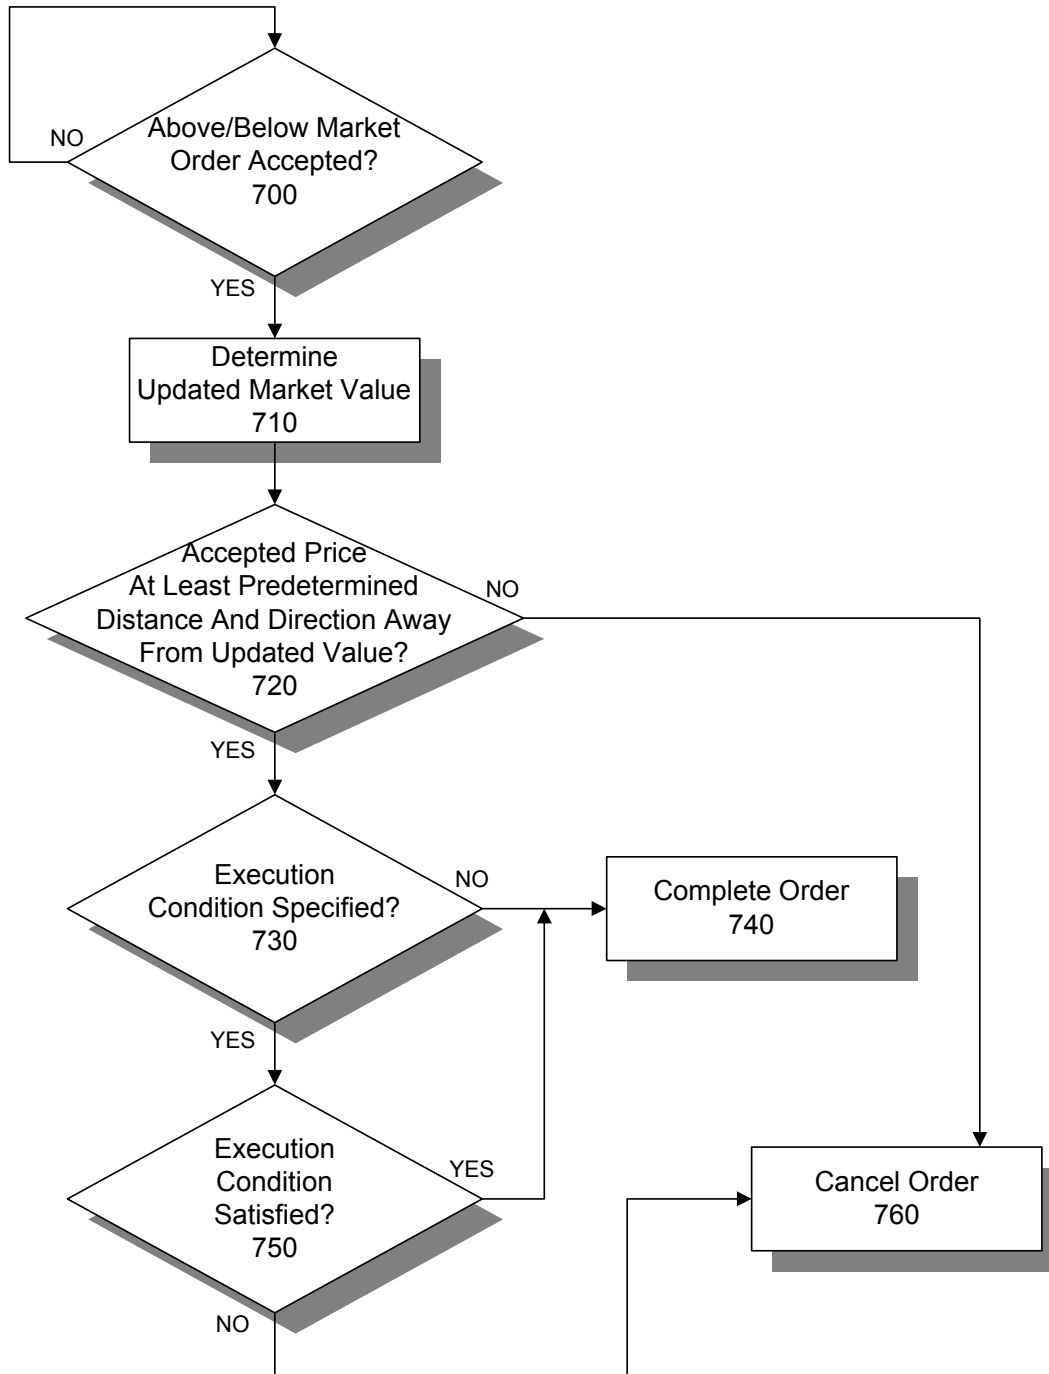 Above/Below Market
Order Accepted?
700
NO
YES
Determine
Updated Market Value
710
Accepted Price
At Least Predetermined
Distance And Direction Away
From Updated Value?
720
NO
YES
Execution
Condition Specified?
730
NO
Complete Order
740
YES
Execution
Condition
Satisfied?
750
YES
Cancel Order
760
NO